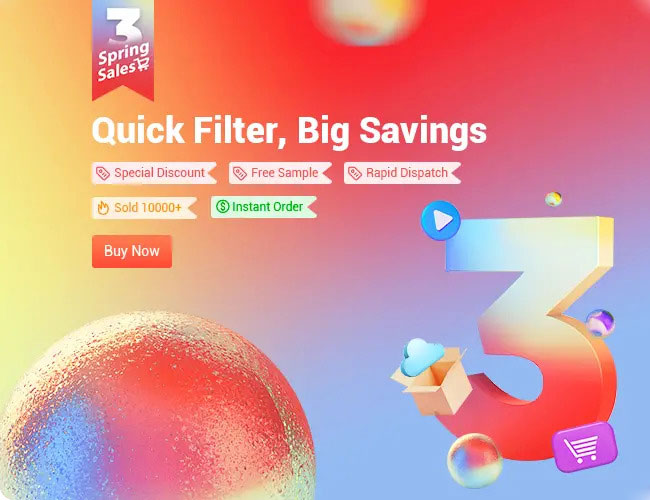 3
Spring
Sales
Quick Filter, Big Savings
Special Discount
Free Sample
Rapid Dispatch
Sold 10000+
$ Instant Order
Buy Now
3